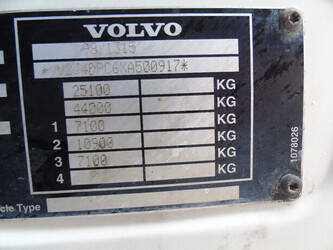 VOLVO
25100 KG
44000 KG
1 7100 KG
2 10900 KG
3 7100 KG
4 KG
cle Type
1078026